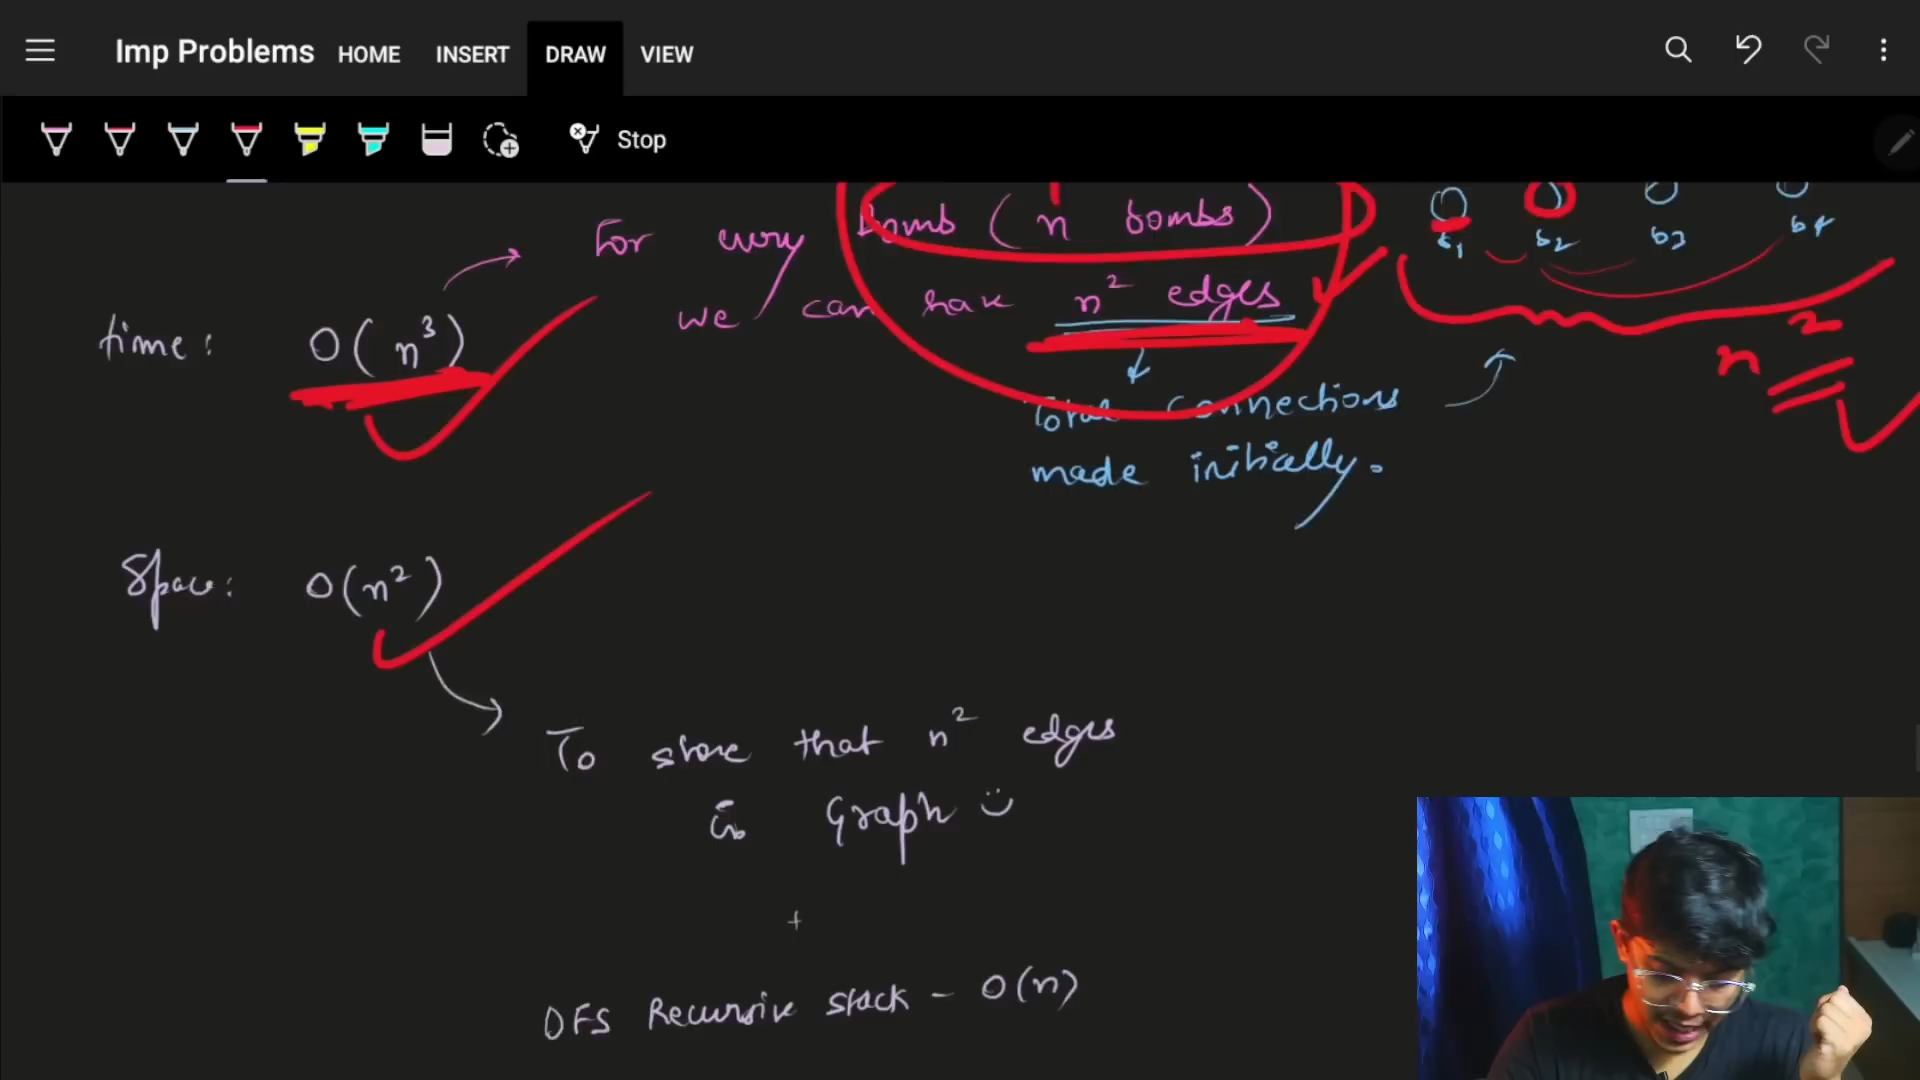 Imp Problems HOME INSERT DRAW VIEW
Stop
For every Bomb ( n bombs )
b1 b2 b3 b4
we can have n² edges
time: O( n³ )
n²
Total connections
made initially.
Space: O(n²)
To store that n² edges
in Graph
+
DFS Recursive stack - O(n)